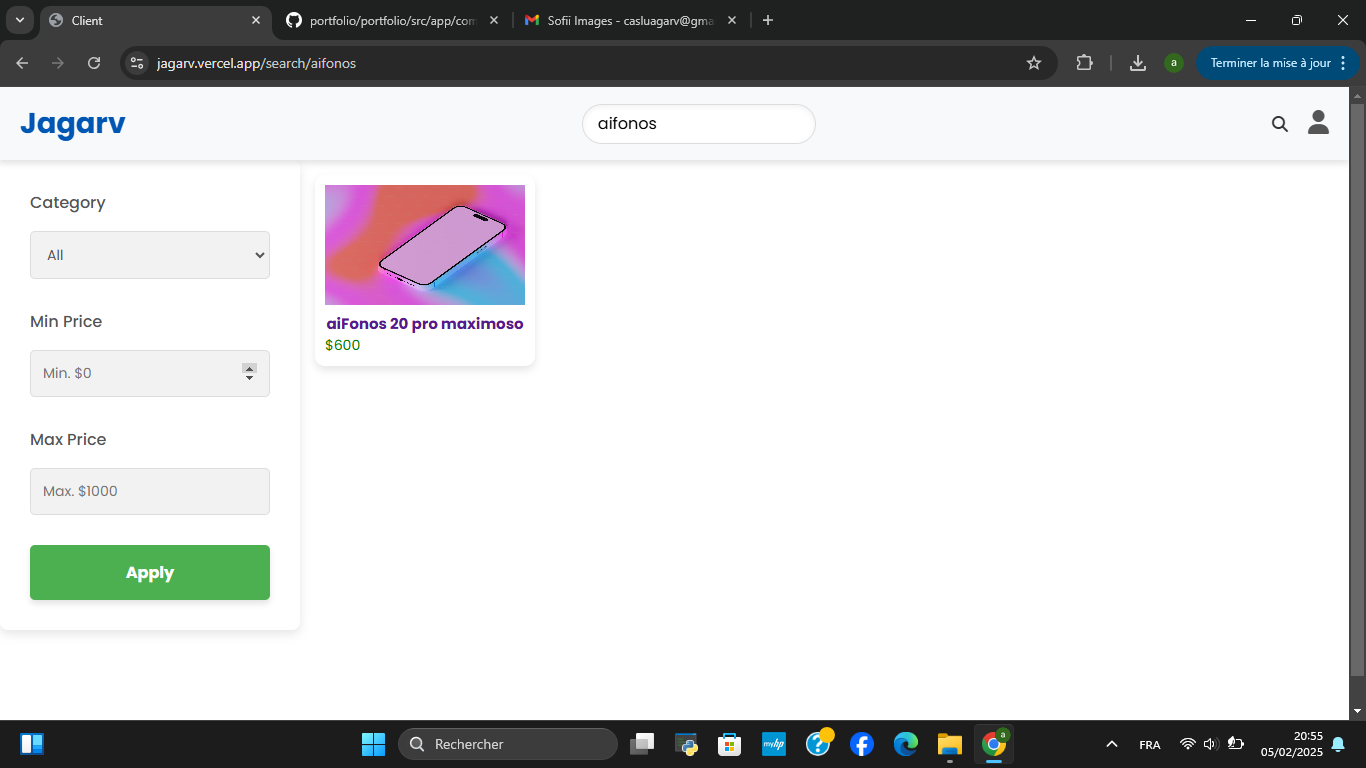 Client
portfolio/portfolio/src/app/com
Sofii Images - casluagarv@gma
jagarv.vercel.app/search/aifonos
a
Terminer la mise à jour
Jagarv
aifonos
Category
All
Min Price
Min. $0
Max Price
Max. $1000
Apply
aiFonos 20 pro maximoso
$600
Rechercher
myhp
a
FRA
20:55
05/02/2025